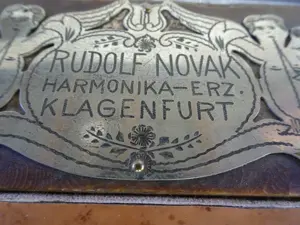 RUDOLF NOVAK
HARMONIKA-ERZ.
KLAGENFURT